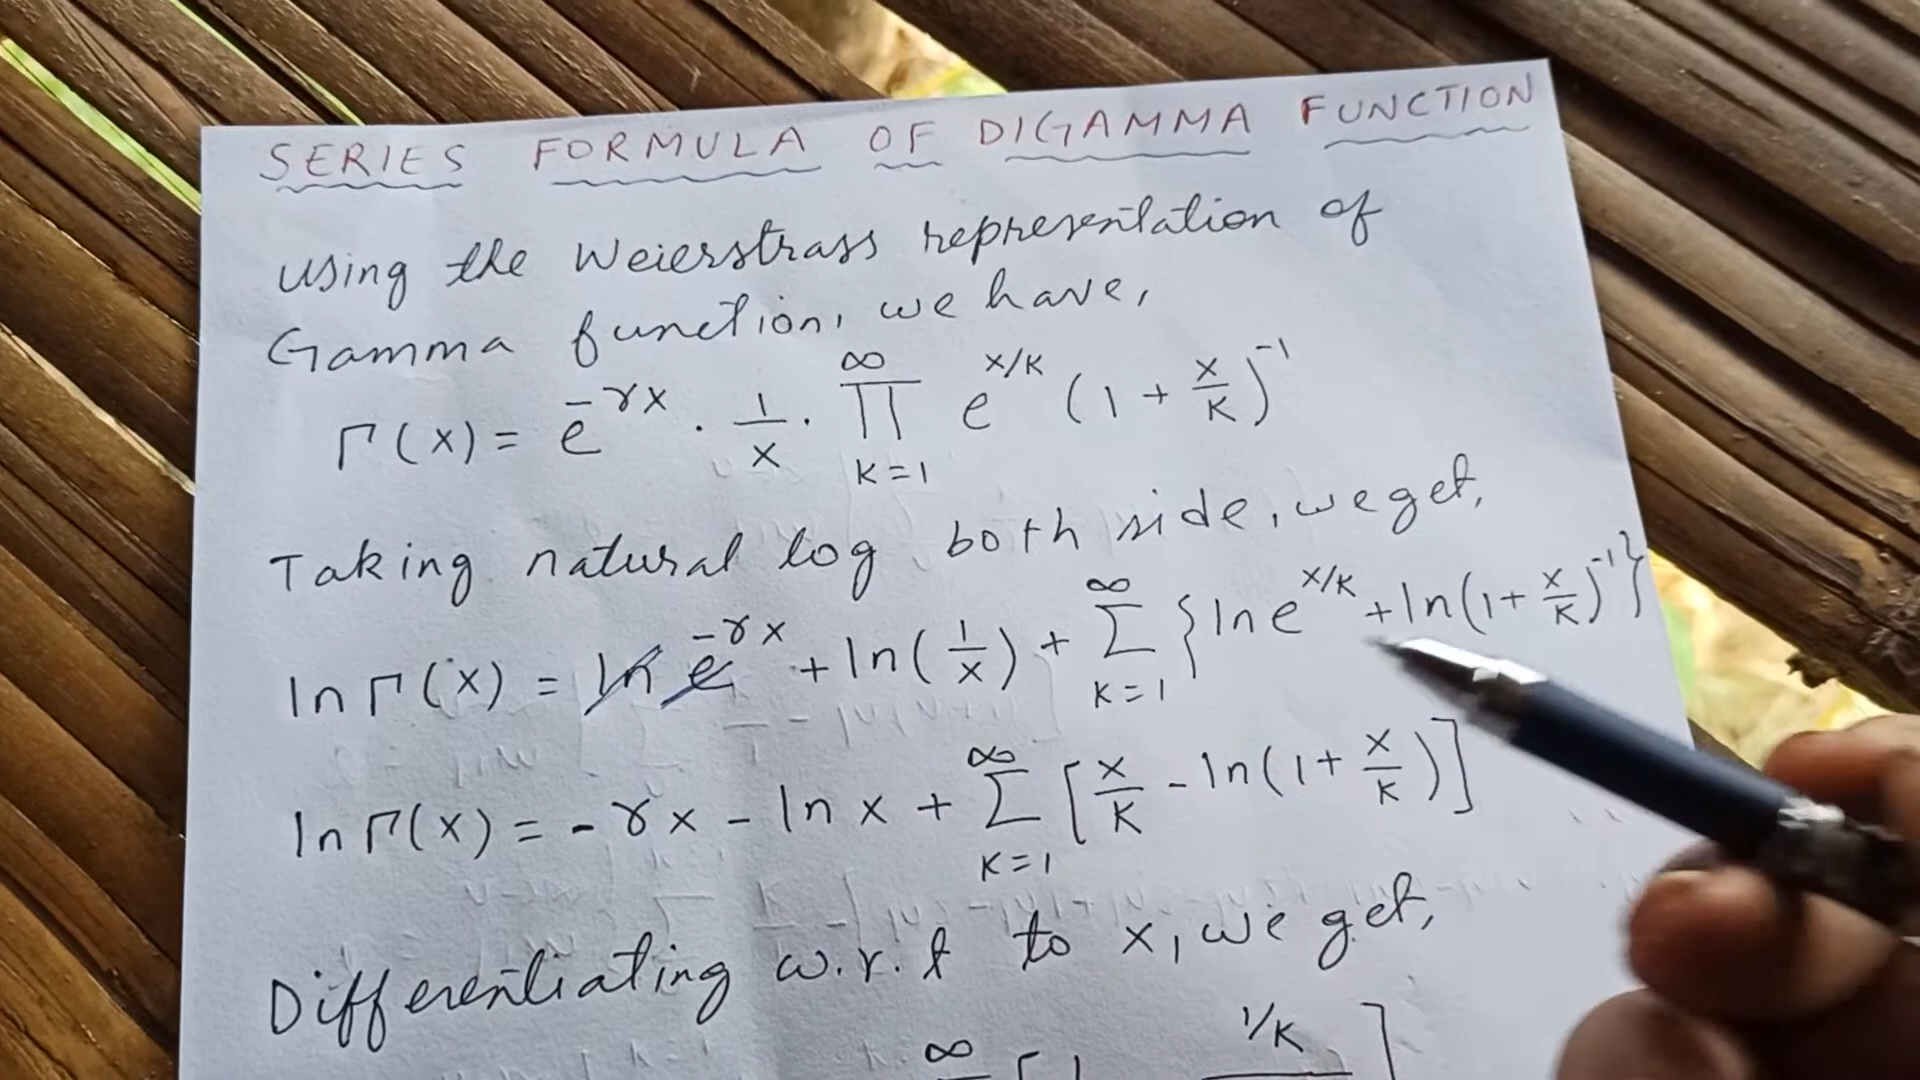 SERIES FORMULA OF DIGAMMA FUNCTION
Using the Weierstrass representation of
Gamma function, we have,
Γ(x) = e^{-γx} · 1/x · ∏_{k=1}^{∞} e^{x/k} (1 + x/k)^{-1}
Taking natural log both side, we get,
ln Γ(x) = ln e^{-γx} + ln(1/x) + ∑_{k=1}^{∞} {ln e^{x/k} + ln(1 + x/k)^{-1}}
ln Γ(x) = -γx - ln x + ∑_{k=1}^{∞} [x/k - ln(1 + x/k)]
Differentiating w.r.t to x, we get,
∞ 1/k